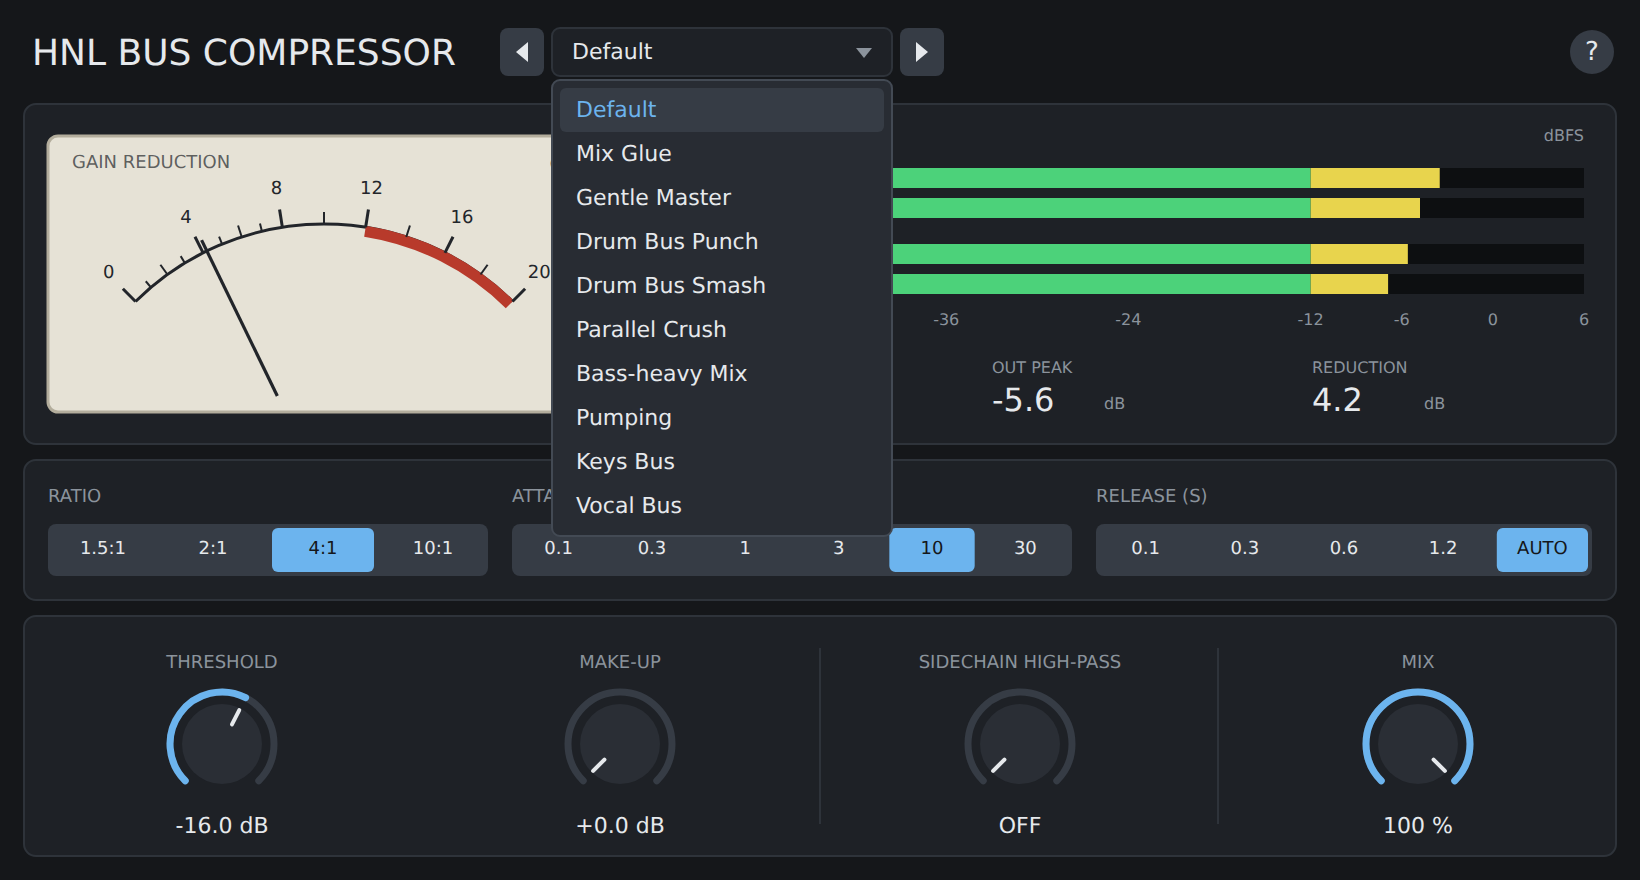 HNL BUS COMPRESSOR
Default
?
Default
Mix Glue
Gentle Master
Drum Bus Punch
Drum Bus Smash
Parallel Crush
Bass-heavy Mix
Pumping
Keys Bus
Vocal Bus
GAIN REDUCTION
0 4 8 12 16 20
dBFS
-36 -24 -12 -6 0 6
OUT PEAK
-5.6 dB
REDUCTION
4.2 dB
RATIO
1.5:1 2:1 4:1 10:1
0.1 0.3 1 3 10 30
RELEASE (S)
0.1 0.3 0.6 1.2 AUTO
THRESHOLD
-16.0 dB
MAKE-UP
+0.0 dB
SIDECHAIN HIGH-PASS
OFF
MIX
100 %